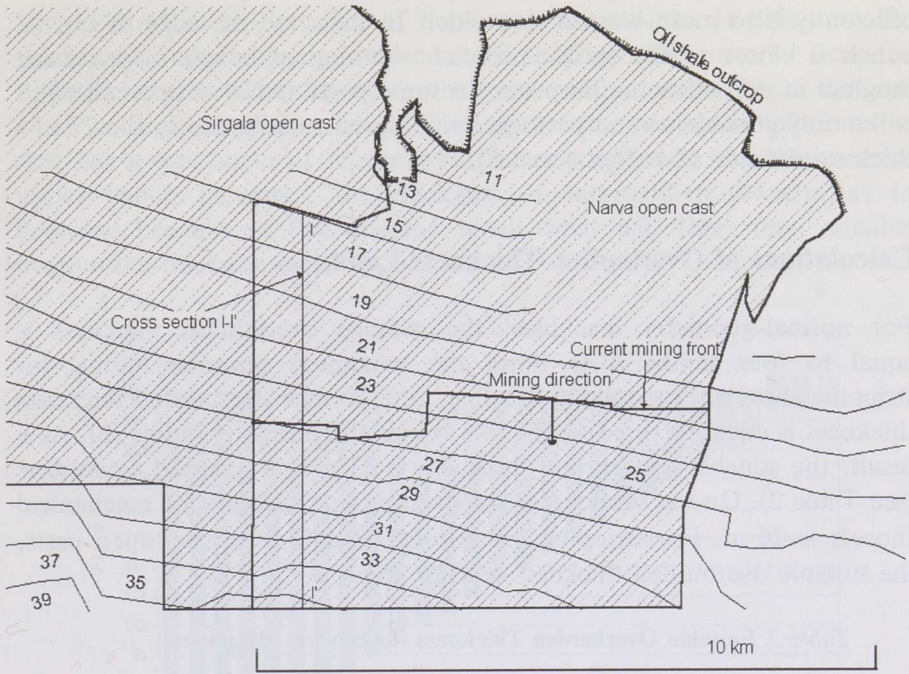 Oil shale outcrop
Sirgala open cast
11
13
Narva open cast
15
I
17
19
Cross section I-I'
21
Current mining front
23
Mining direction
27
25
29
31
37
33
35
39
I'
10 km